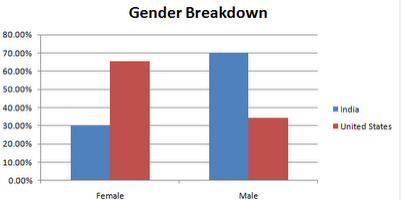 Gender Breakdown
80.00%
70.00%
60.00%
50.00%
40.00%
30.00%
20.00%
10.00%
0.00%
Female
Male
India
United States